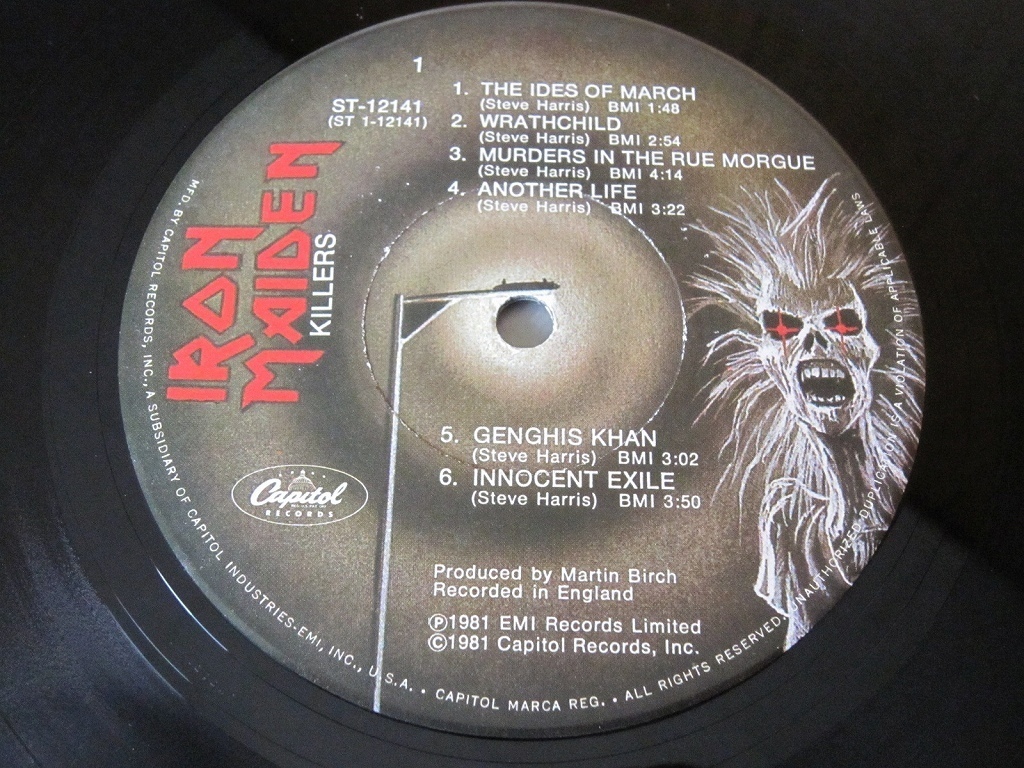 1
ST-12141
(ST 1-12141)
1. THE IDES OF MARCH
(Steve Harris) BMI 1:48
2. WRATHCHILD
(Steve Harris) BMI 2:54
3. MURDERS IN THE RUE MORGUE
(Steve Harris) BMI 4:14
4. ANOTHER LIFE
(Steve Harris) BMI 3:22
IRON
MAIDEN
KILLERS
5. GENGHIS KHAN
(Steve Harris) BMI 3:02
6. INNOCENT EXILE
(Steve Harris) BMI 3:50
Capitol
RECORDS
Produced by Martin Birch
Recorded in England
Ⓟ1981 EMI Records Limited
©1981 Capitol Records, Inc.
MFD. BY CAPITOL RECORDS, INC., A SUBSIDIARY OF CAPITOL INDUSTRIES-EMI, INC., U.S.A. • CAPITOL MARCA REG. • ALL RIGHTS RESERVED. UNAUTHORIZED DUPLICATION IS A VIOLATION OF APPLICABLE LAWS